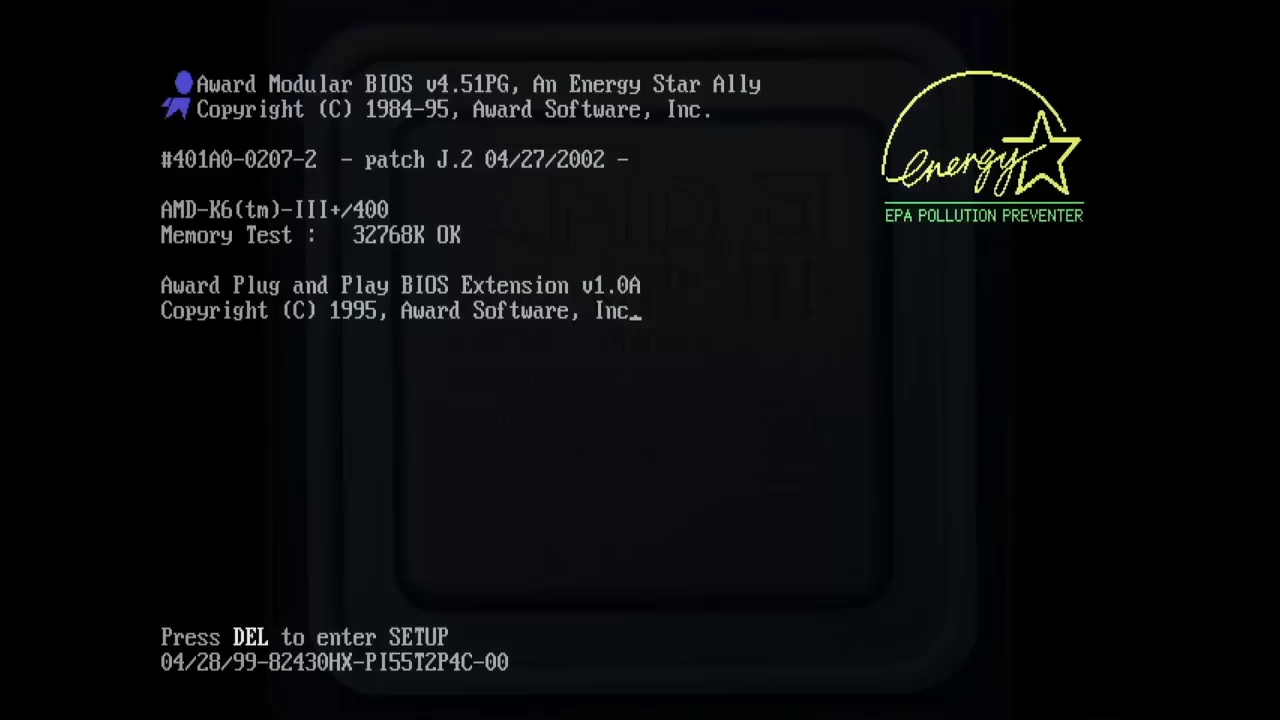 Award Modular BIOS v4.51PG, An Energy Star Ally
Copyright (C) 1984-95, Award Software, Inc.
energy
EPA POLLUTION PREVENTER
#401A0-0207-2  - patch J.2 04/27/2002 -
AMD-K6(tm)-III+/400
Memory Test :   32768K OK
Award Plug and Play BIOS Extension v1.0A
Copyright (C) 1995, Award Software, Inc_
Press DEL to enter SETUP
04/28/99-82430HX-PI55T2P4C-00